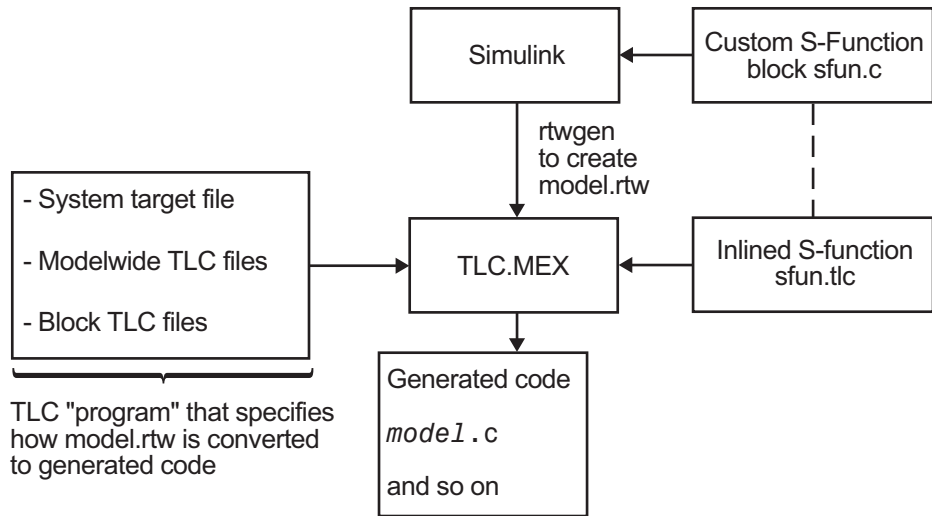 Simulink
Custom S-Function
block sfun.c
rtwgen
to create
model.rtw
- System target file
- Modelwide TLC files
- Block TLC files
TLC.MEX
Inlined S-function
sfun.tlc
TLC "program" that specifies
how model.rtw is converted
to generated code
Generated code
model.c
and so on